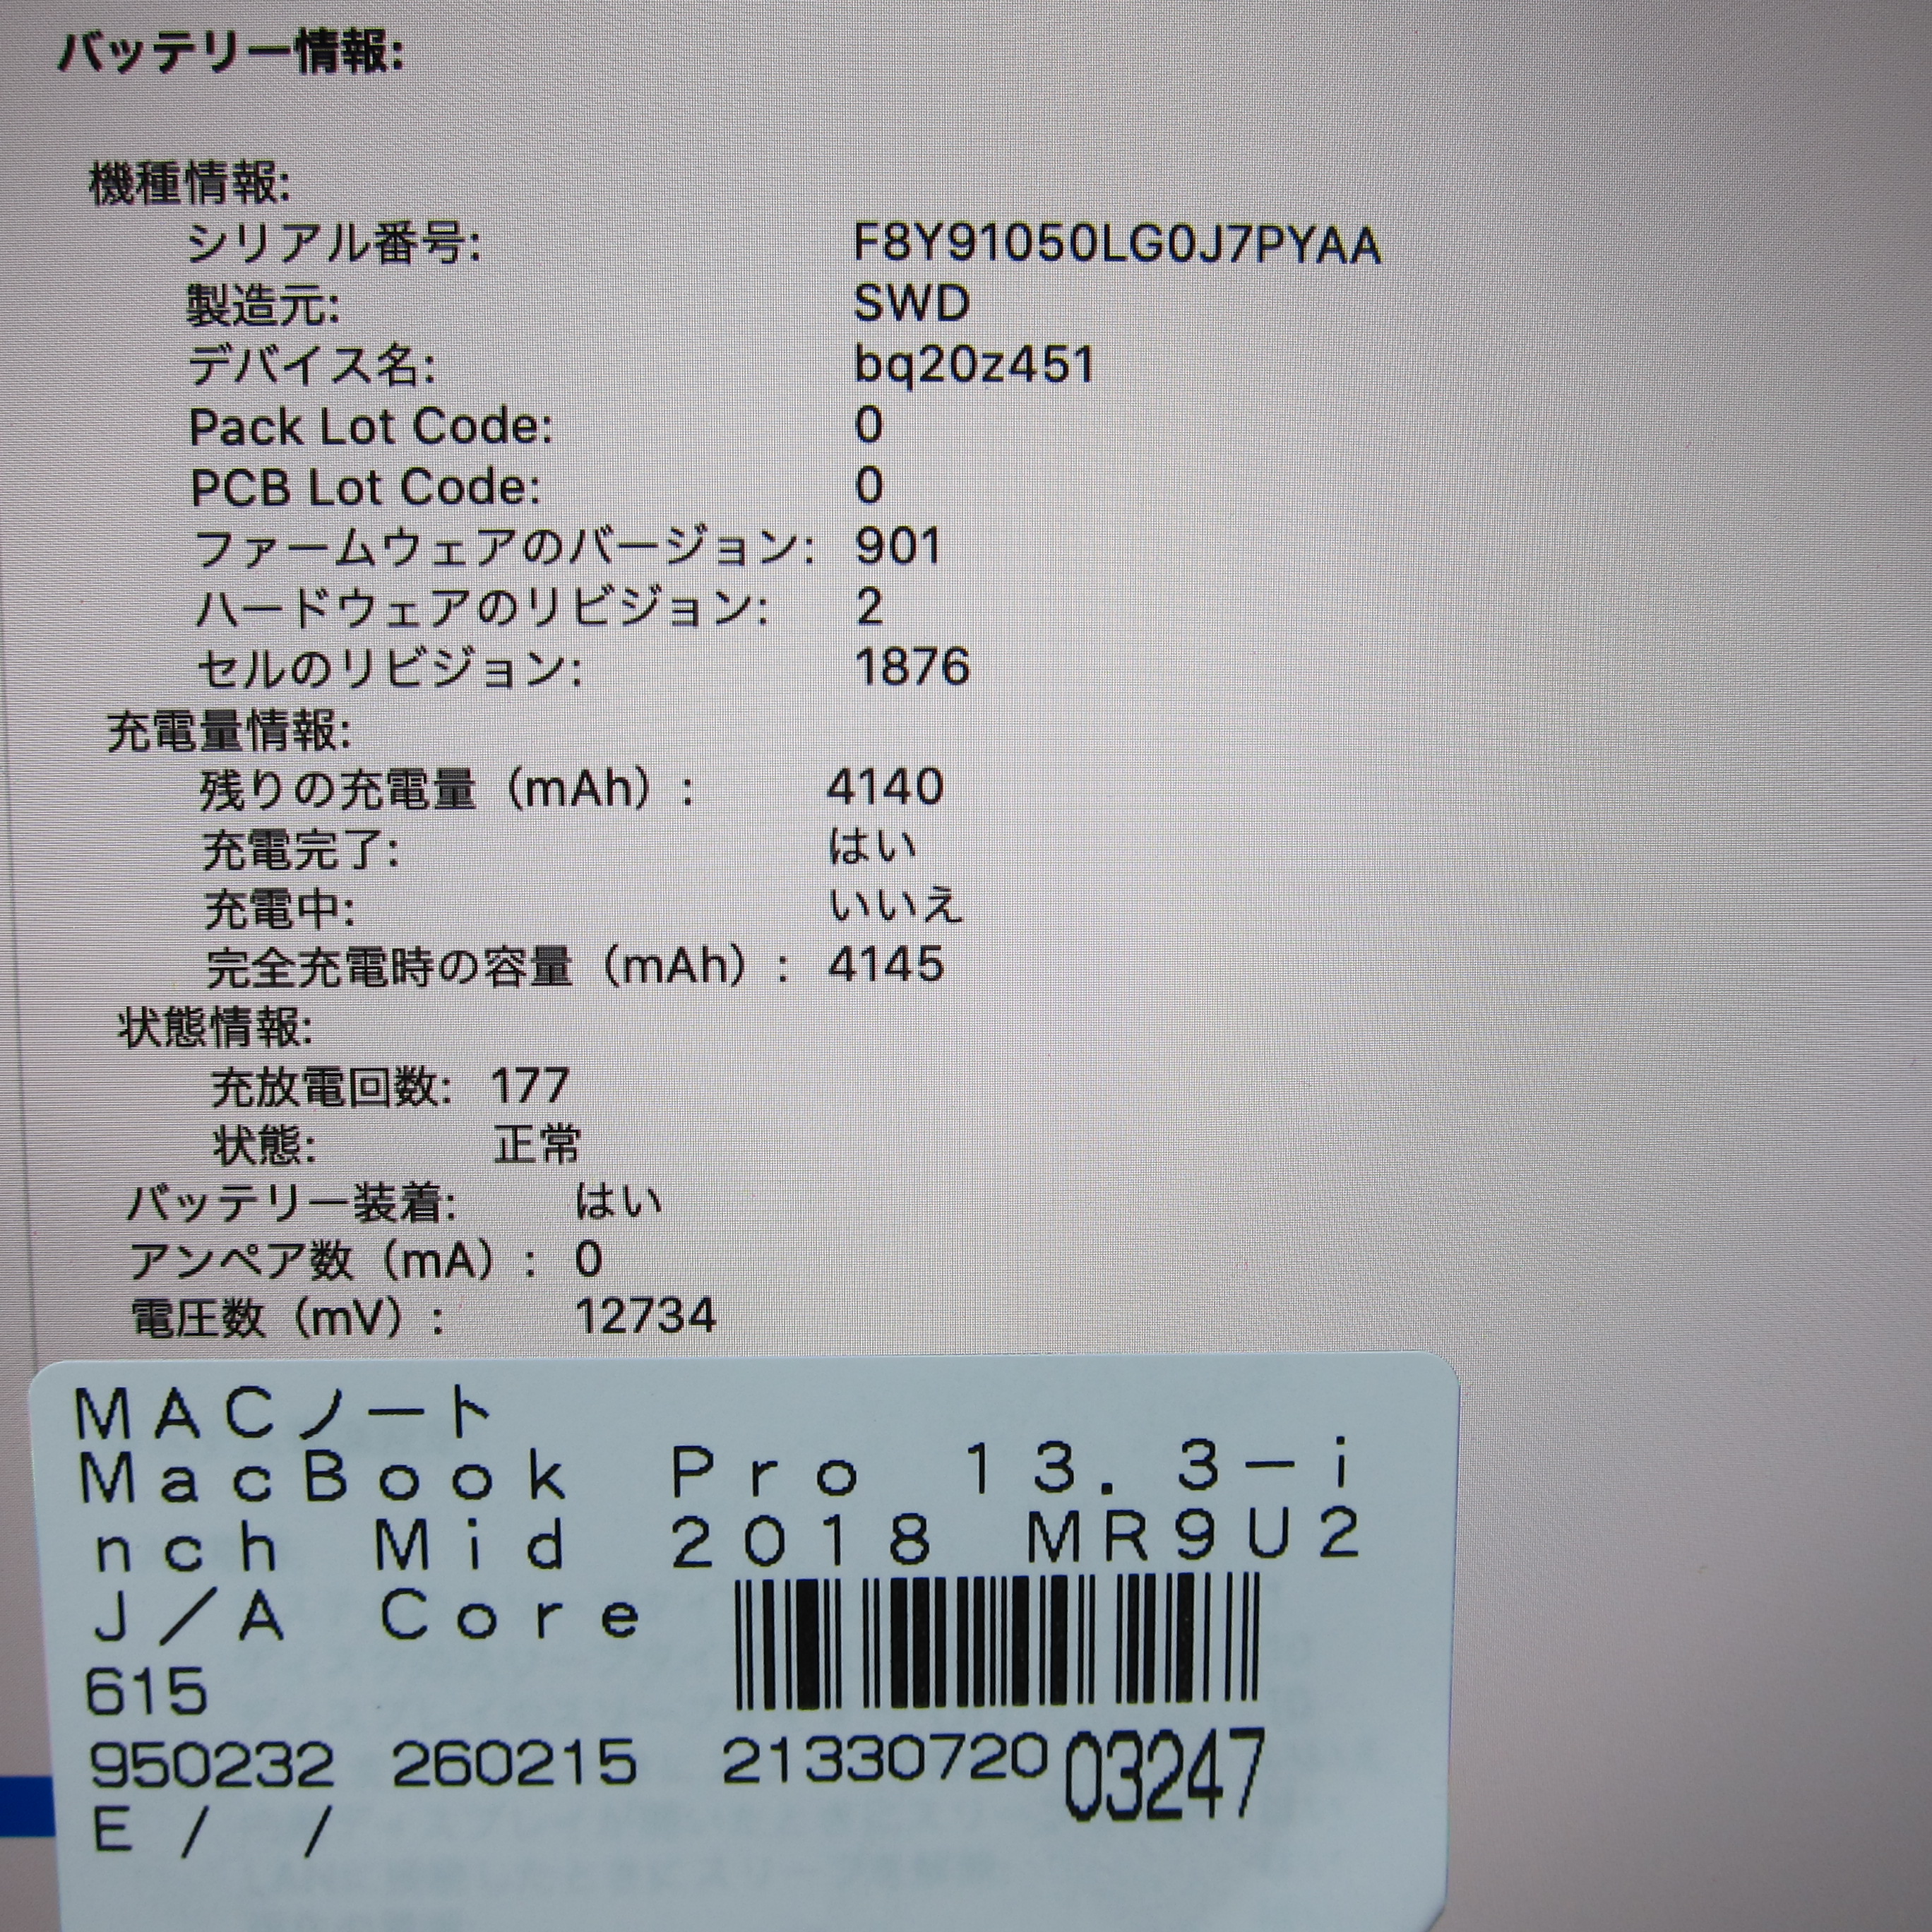 バッテリー情報:
機種情報:
シリアル番号: F8Y91050LG0J7PYAA
製造元: SWD
デバイス名: bq20z451
Pack Lot Code: 0
PCB Lot Code: 0
ファームウェアのバージョン: 901
ハードウェアのリビジョン: 2
セルのリビジョン: 1876
充電量情報:
残りの充電量（mAh）: 4140
充電完了: はい
充電中: いいえ
完全充電時の容量（mAh）: 4145
状態情報:
充放電回数: 177
状態: 正常
バッテリー装着: はい
アンペア数（mA）: 0
電圧数（mV）: 12734
MACノート
MacBook Pro 13.3-i
nch Mid 2018 MR9U2
J/A Core
615
950232 260215 21330720 03247
E / /